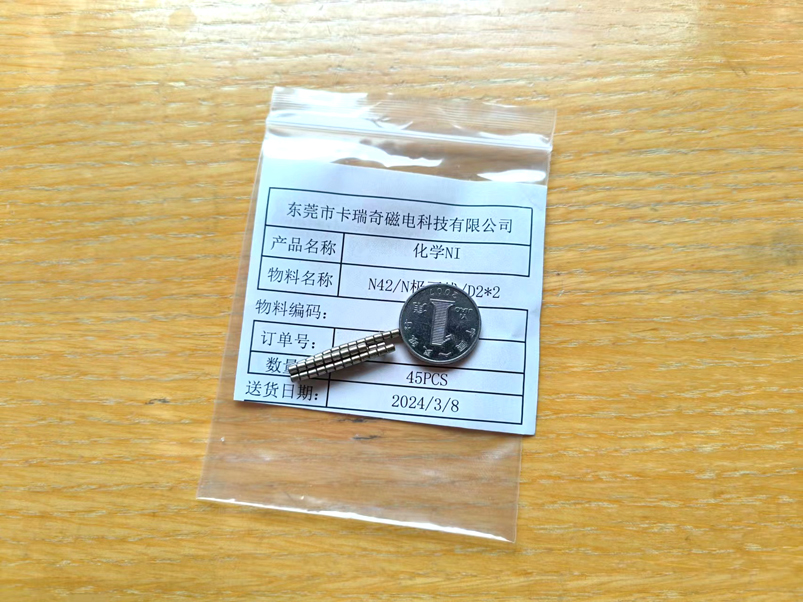 东莞市卡瑞奇磁电科技有限公司
产品名称 化学NI
物料名称 N42/N极 /D2*2
物料编码:
订单号:
数量
45PCS
送货日期: 2024/3/8
1
2001